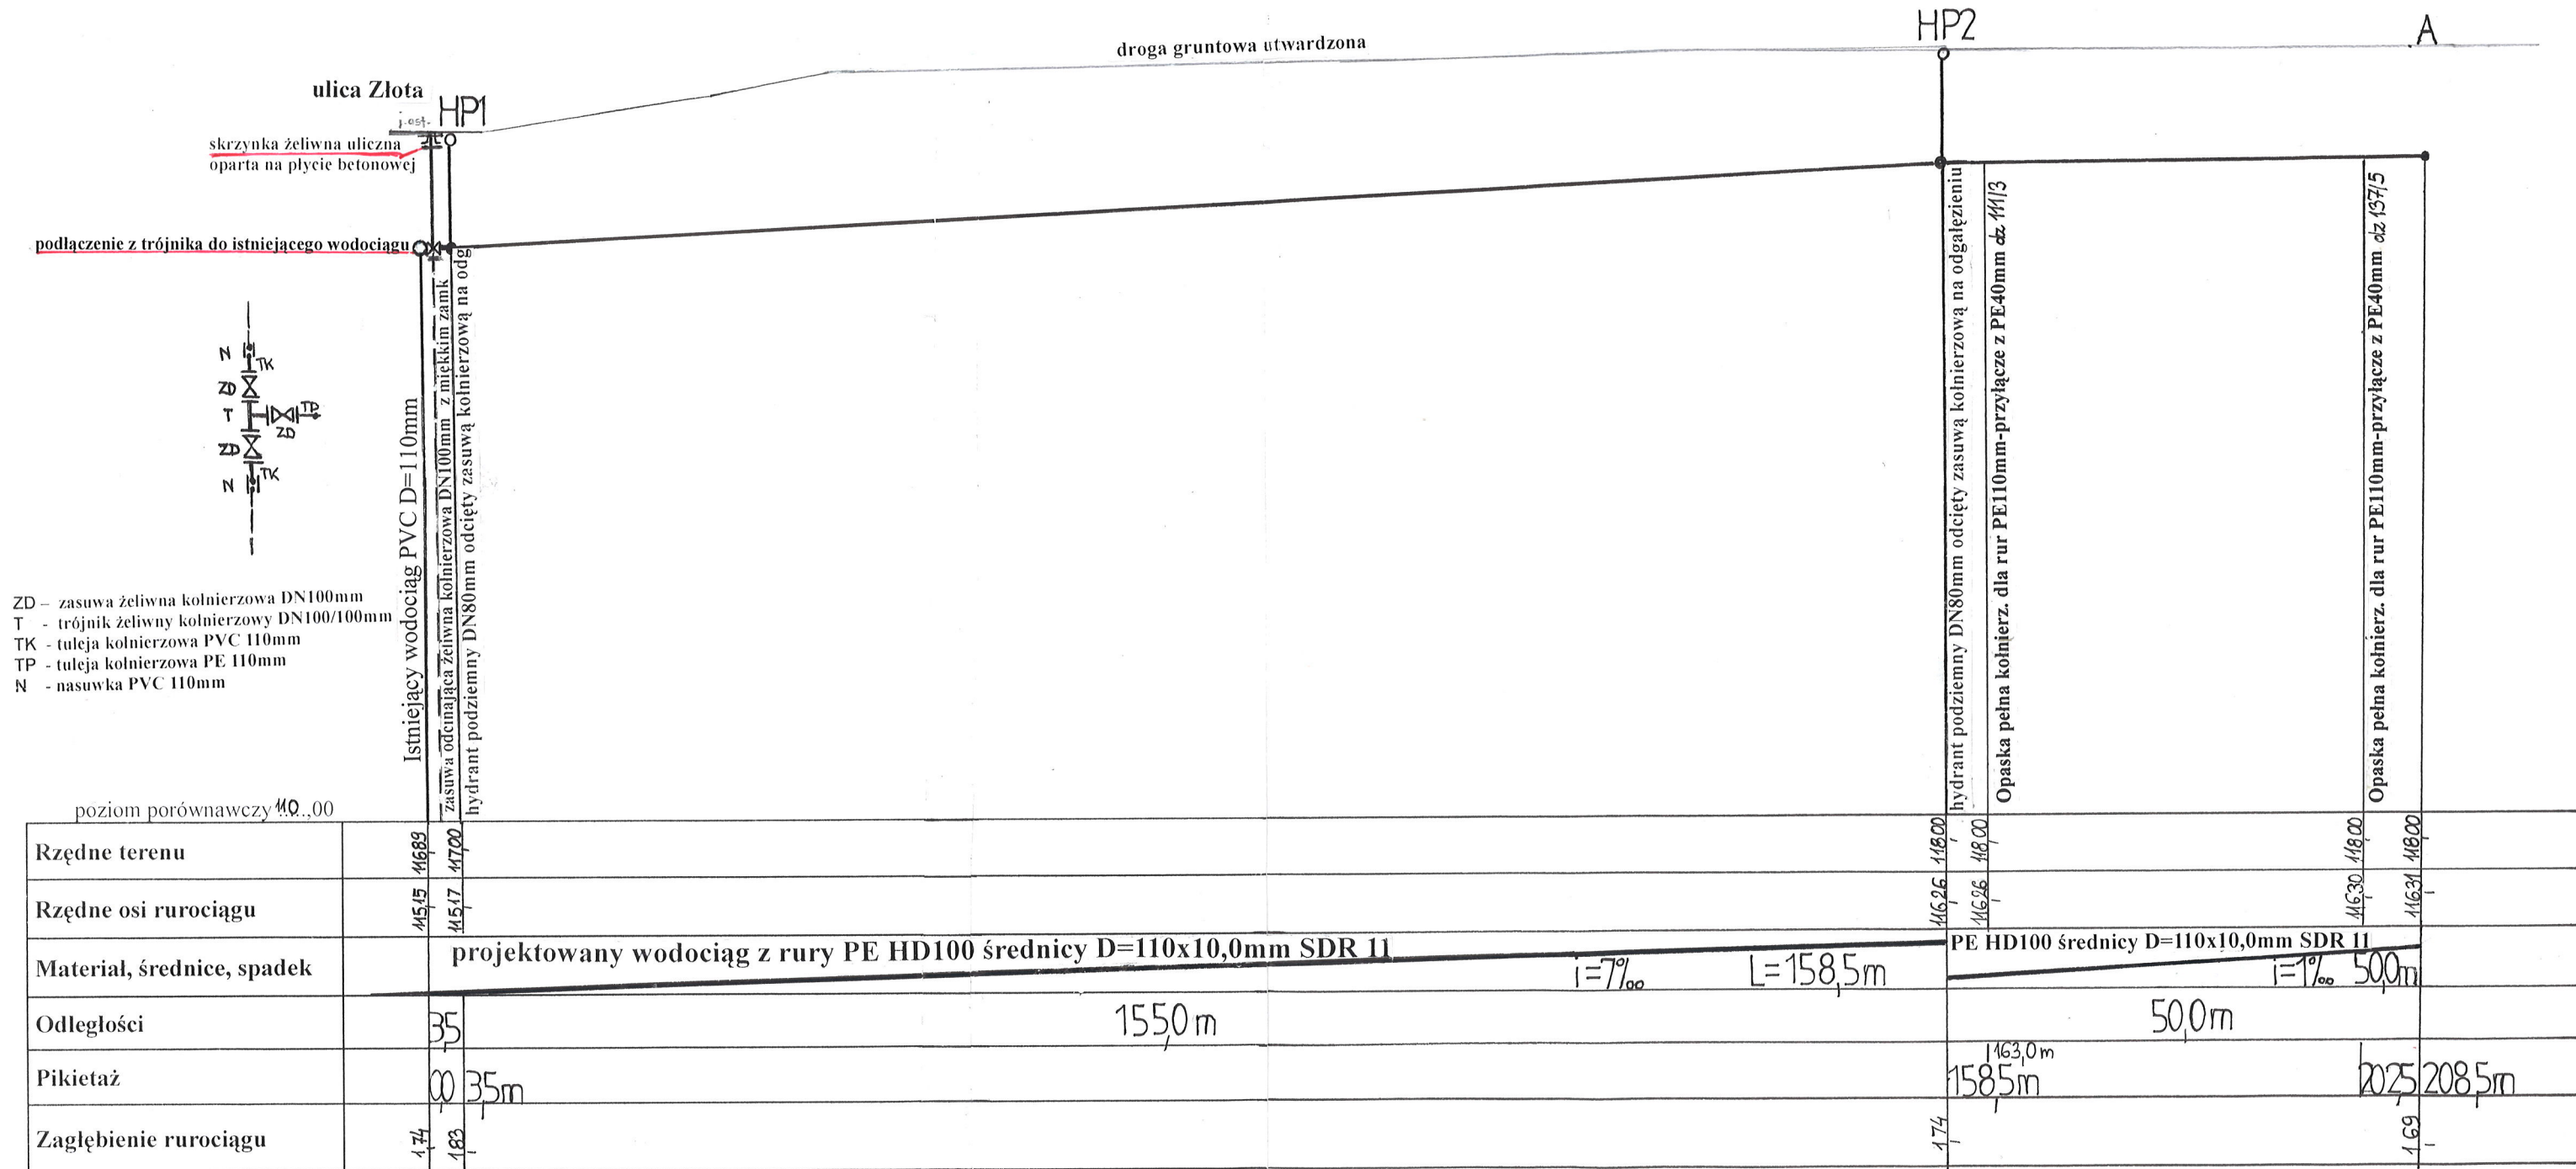 HP2
A
droga gruntowa utwardzona
ulica Złota
HP1
skrzynka żeliwna uliczna
oparta na płycie betonowej
podłączenie z trójnika do istniejącego wodociągu
N
TK
ZD
T
TP
ZD
ZD
TK
N
ZD – zasuwa żeliwna kołnierzowa DN100mm
T - trójnik żeliwny kołnierzowy DN100/100mm
TK - tuleja kołnierzowa PVC 110mm
TP - tuleja kołnierzowa PE 110mm
N - nasuwka PVC 110mm
Istniejący wodociąg PVC D=110mm
zasuwa odcinająca żeliwna kołnierzowa DN100mm z miękkim zamk
hydrant podziemny DN80mm odcięty zasuwą kołnierzową na odg
hydrant podziemny DN80mm odcięty zasuwą kołnierzową na odgałęzieniu
Opaska pełna kołnierz. dla rur PE110mm-przyłącze z PE40mm dz 111/3
Opaska pełna kołnierz. dla rur PE110mm-przyłącze z PE40mm dz 137/5
poziom porównawczy 110.,00
Rzędne terenu 116,89 117,00 118,00 118,00 118,00 118,00
Rzędne osi rurociągu 115,15 115,17 116,26 116,26 116,30 116,31
Materiał, średnice, spadek
projektowany wodociąg z rury PE HD100 średnicy D=110x10,0mm SDR 11
i=7‰ L=158,5m
PE HD100 średnicy D=110x10,0mm SDR 11
i=1‰ 50,0m
Odległości 3,5 155,0m 50,0m
Pikietaż 0,0 3,5m 158,5m 163,0m 202,5 208,5m
Zagłębienie rurociągu 1,74 1,83 1,74 1,69